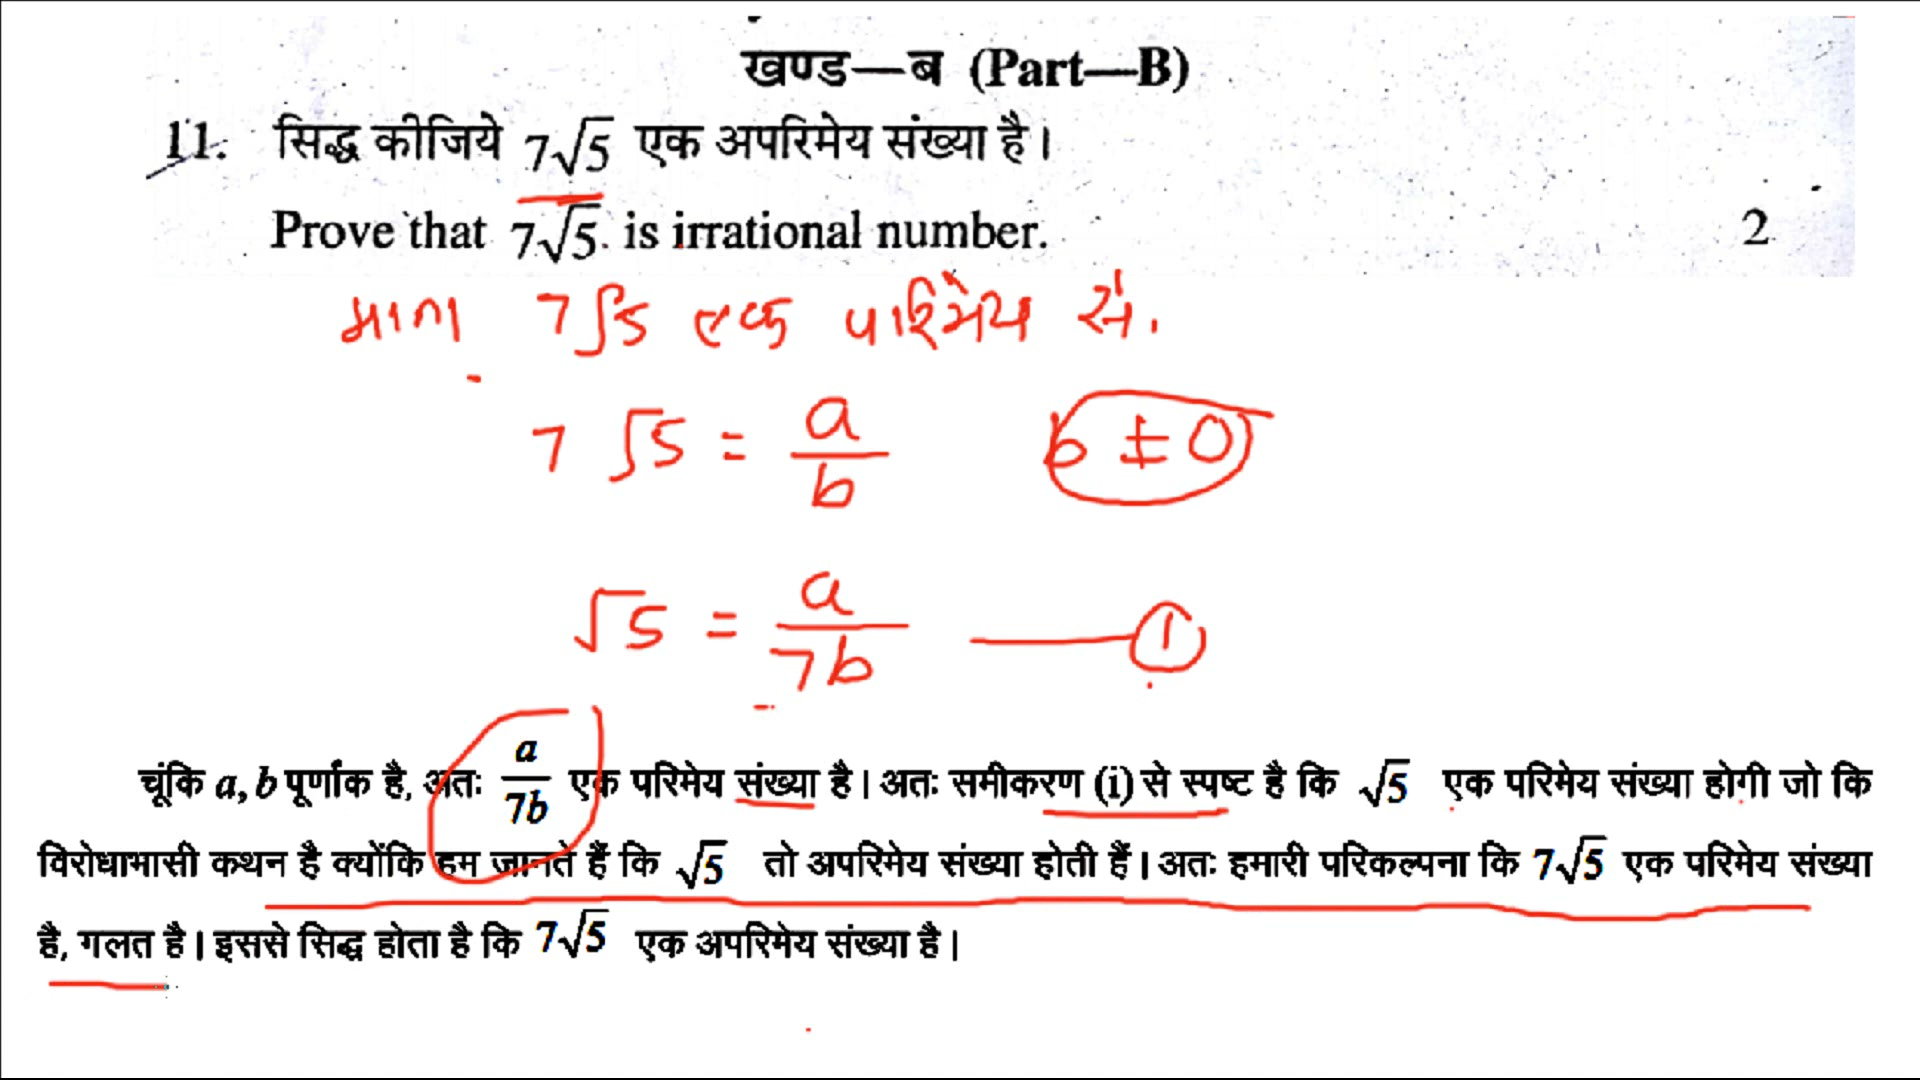 खण्ड—ब (Part—B)
11. सिद्ध कीजिये 7√5 एक अपरिमेय संख्या है।
Prove that 7√5 is irrational number. 2
माना 7√5 एक परिमेय सं.
7√5 = a/b b ≠ 0
√5 = a/7b —— ①
चूंकि a, b पूर्णांक है, अतः a/7b एक परिमेय संख्या है। अतः समीकरण (i) से स्पष्ट है कि √5 एक परिमेय संख्या होगी जो कि
विरोधाभासी कथन है क्योंकि हम जानते हैं कि √5 तो अपरिमेय संख्या होती हैं। अतः हमारी परिकल्पना कि 7√5 एक परिमेय संख्या
है, गलत है। इससे सिद्ध होता है कि 7√5 एक अपरिमेय संख्या है।